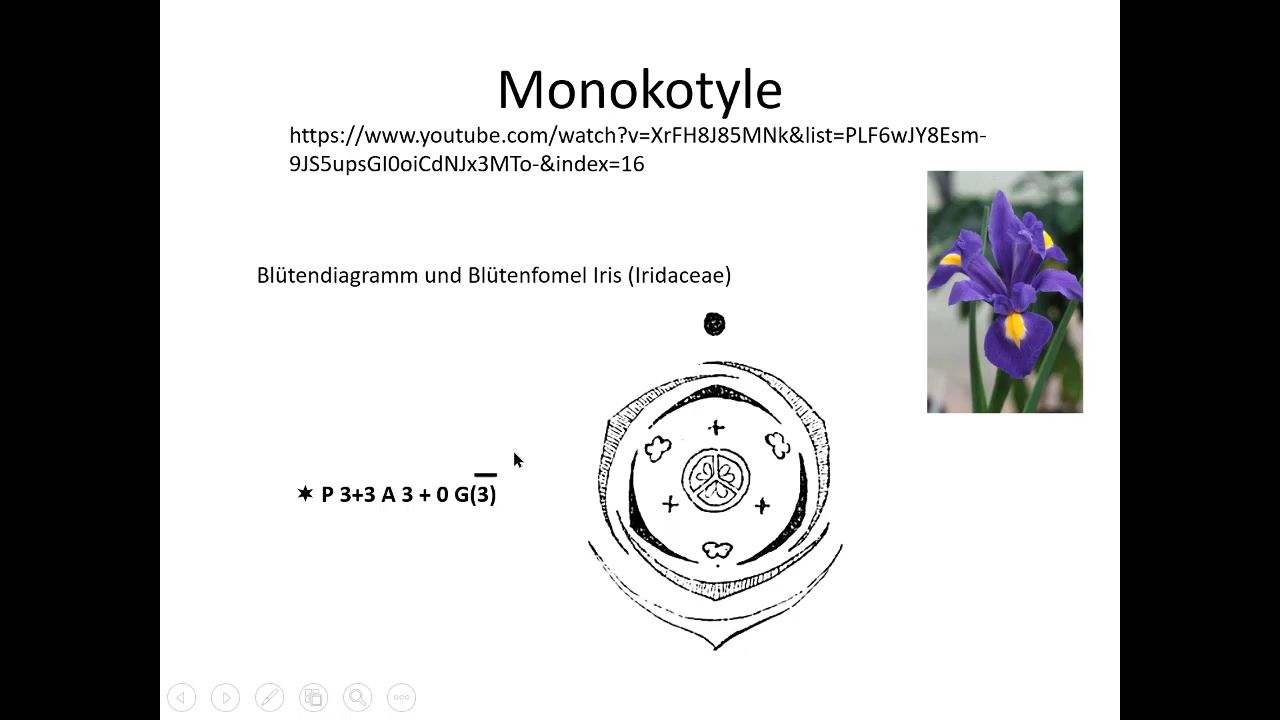 Monokotyle
https://www.youtube.com/watch?v=XrFH8J85MNk&list=PLF6wJY8Esm-
9JS5upsGI0oiCdNJx3MTo-&index=16
Blütendiagramm und Blütenfomel Iris (Iridaceae)
✶ P 3+3 A 3 + 0 G(3̅)